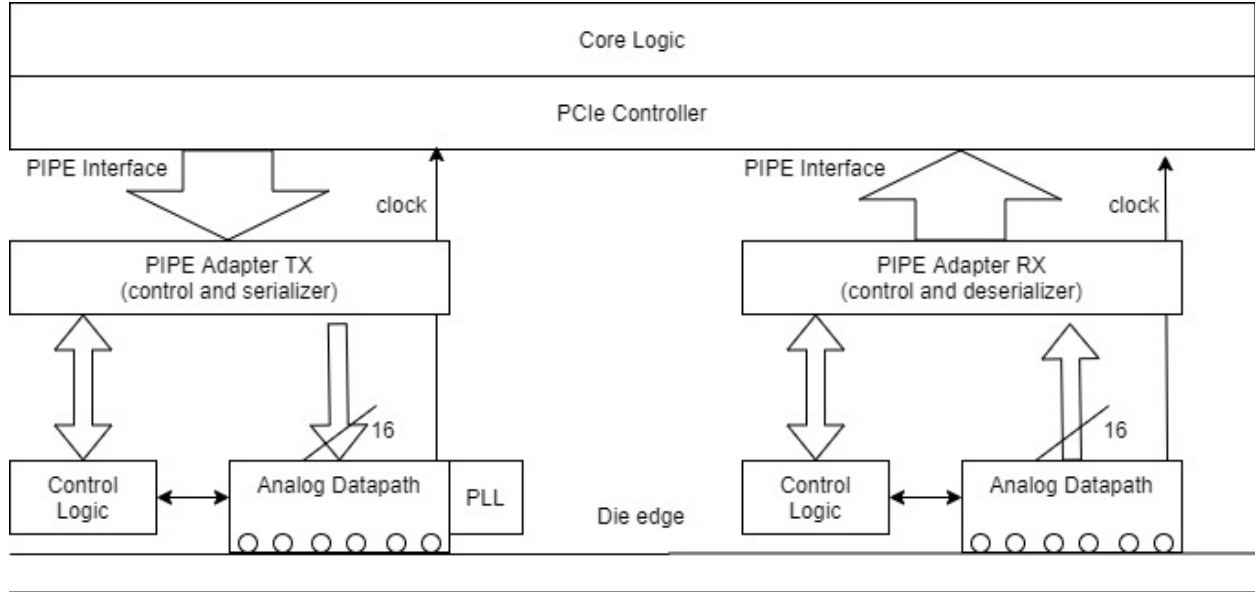 Core Logic
PCIe Controller
PIPE Interface
clock
PIPE Interface
clock
PIPE Adapter TX
(control and serializer)
PIPE Adapter RX
(control and deserializer)
16
16
Control
Logic
Analog Datapath
PLL
Die edge
Control
Logic
Analog Datapath